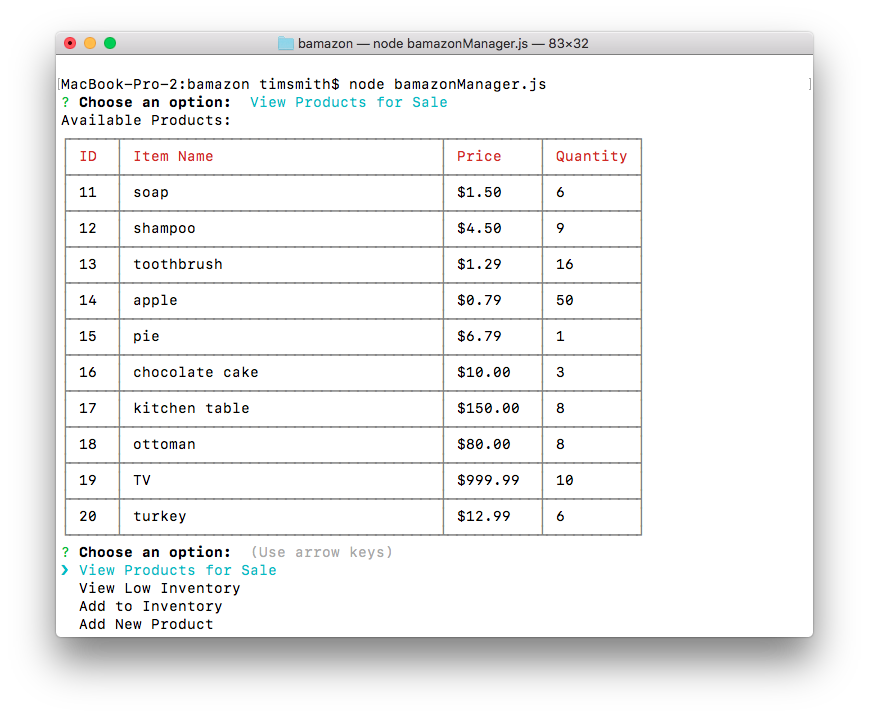 bamazon — node bamazonManager.js — 83×32
[MacBook-Pro-2:bamazon timsmith$ node bamazonManager.js ]
? Choose an option: View Products for Sale
Available Products:
ID Item Name Price Quantity
11 soap $1.50 6
12 shampoo $4.50 9
13 toothbrush $1.29 16
14 apple $0.79 50
15 pie $6.79 1
16 chocolate cake $10.00 3
17 kitchen table $150.00 8
18 ottoman $80.00 8
19 TV $999.99 10
20 turkey $12.99 6
? Choose an option: (Use arrow keys)
❯ View Products for Sale
View Low Inventory
Add to Inventory
Add New Product